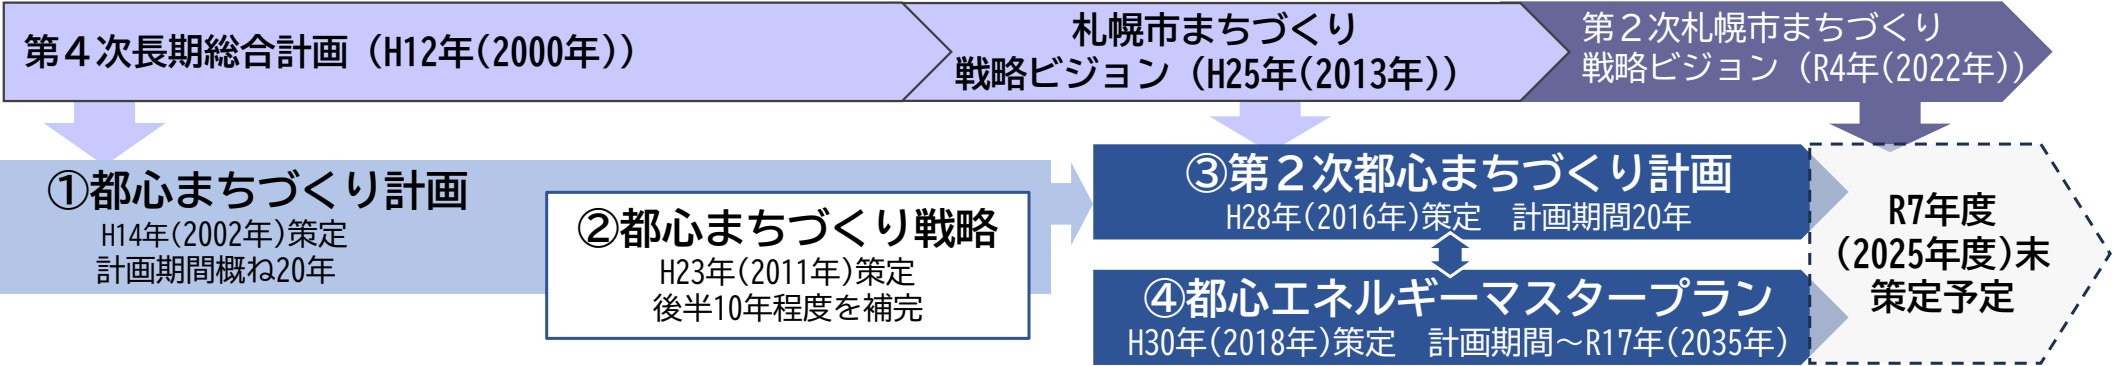 第４次長期総合計画（H12年(2000年)）
札幌市まちづくり
戦略ビジョン（H25年(2013年)）
第２次札幌市まちづくり
戦略ビジョン（R4年(2022年)）
①都心まちづくり計画
H14年(2002年)策定
計画期間概ね20年
②都心まちづくり戦略
H23年(2011年)策定
後半10年程度を補完
③第２次都心まちづくり計画
H28年(2016年)策定　計画期間20年
④都心エネルギーマスタープラン
H30年(2018年)策定　計画期間～R17年(2035年)
R7年度
(2025年度)末
策定予定